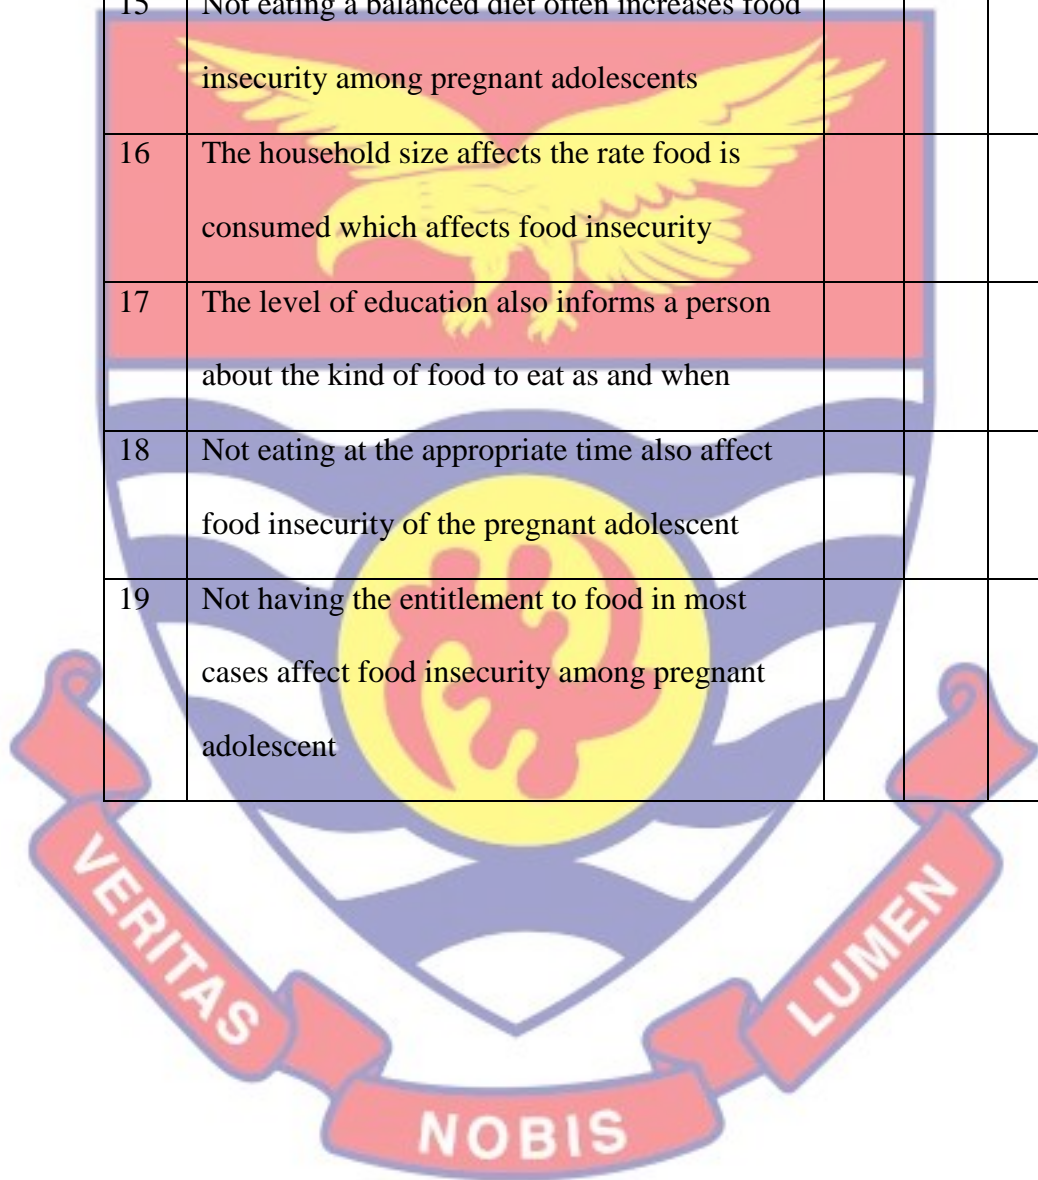 15 Not eating a balanced diet often increases food
insecurity among pregnant adolescents
16 The household size affects the rate food is
consumed which affects food insecurity
17 The level of education also informs a person
about the kind of food to eat as and when
18 Not eating at the appropriate time also affect
food insecurity of the pregnant adolescent
19 Not having the entitlement to food in most
cases affect food insecurity among pregnant
adolescent
VERITAS
NOBIS
LUMEN